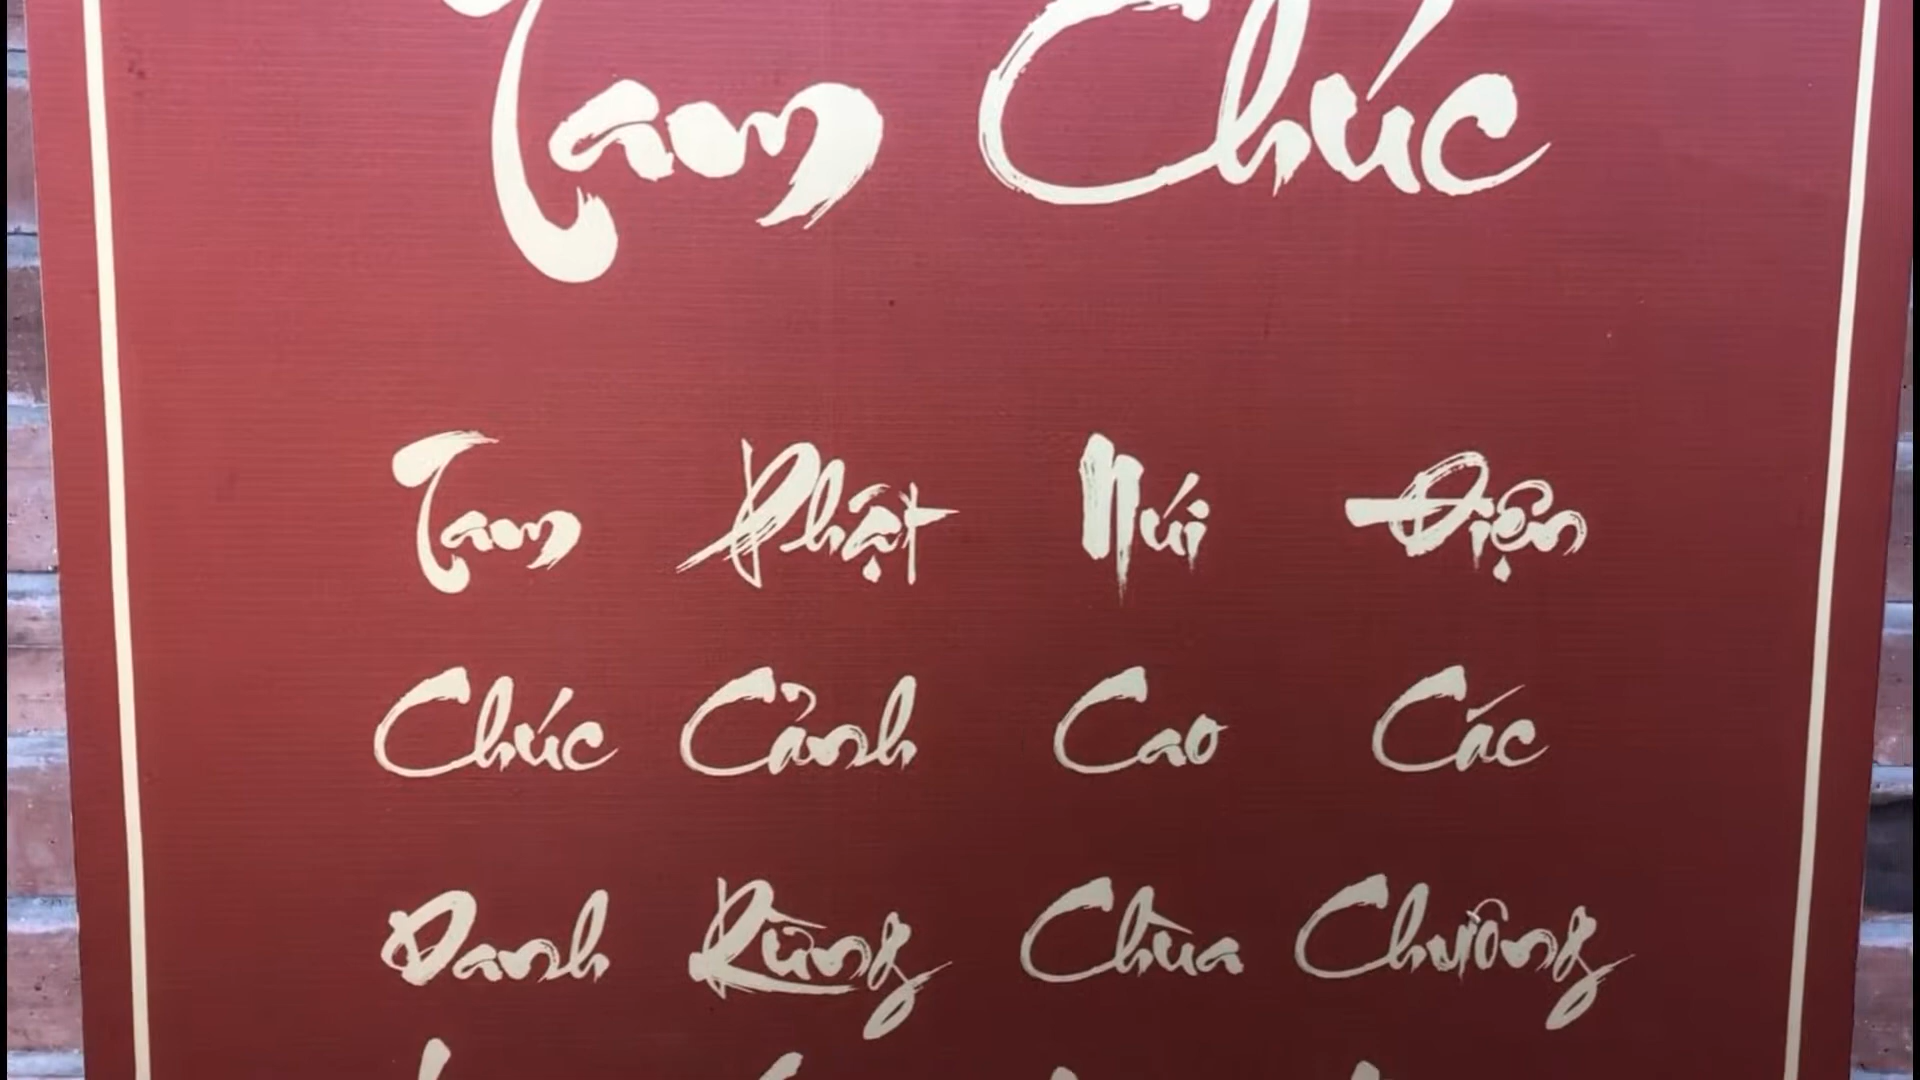 Tam Chúc
Tam Phật Núi Điện
Chúc Cảnh Cao Các
Danh Rừng Chùa Chuông